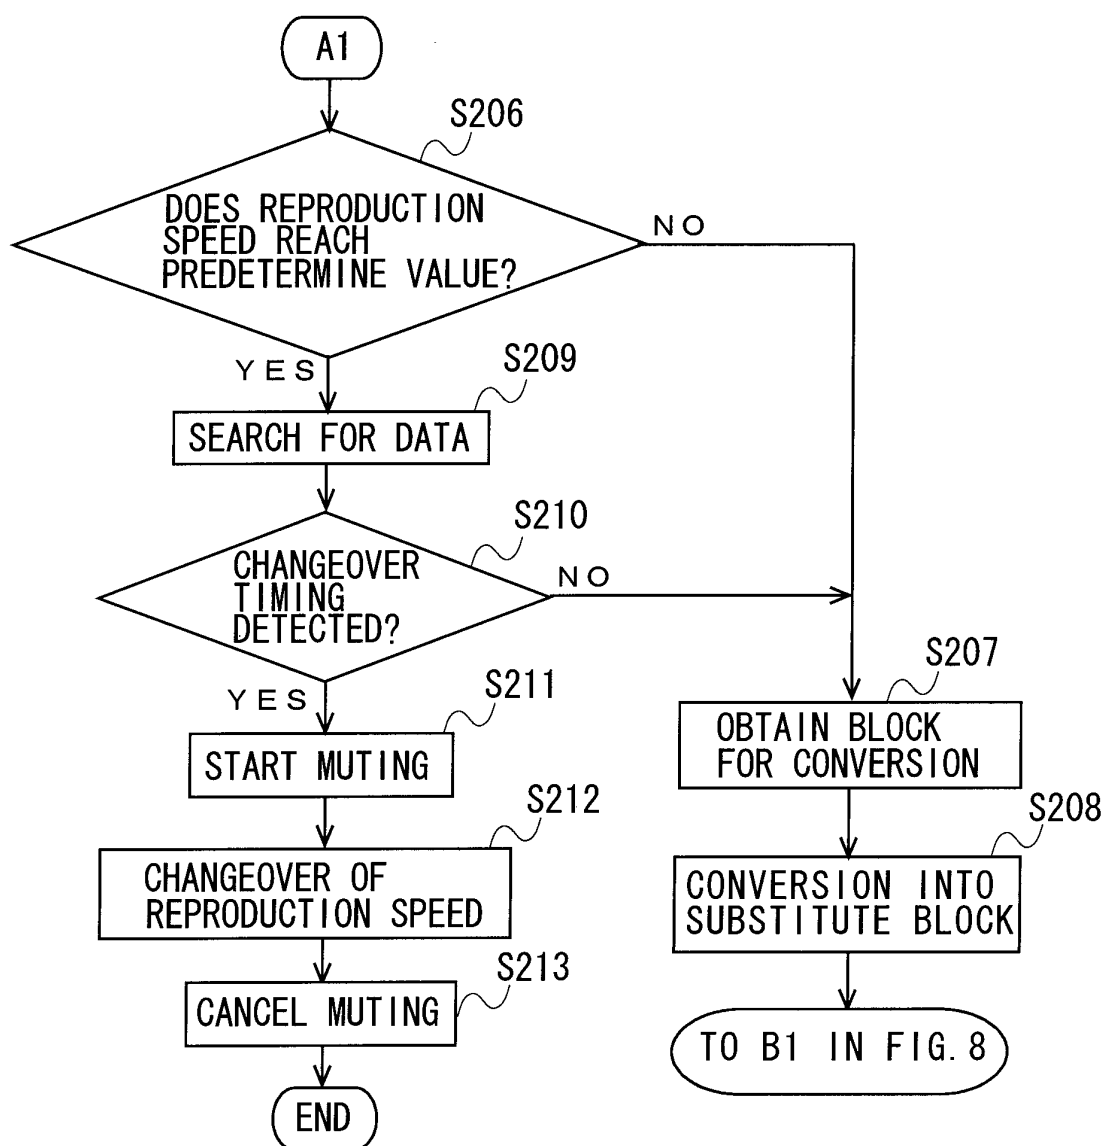 A1
S206
DOES REPRODUCTION
SPEED REACH
PREDETERMINE VALUE?
NO
YES
S209
SEARCH FOR DATA
S210
CHANGEOVER
TIMING
DETECTED?
NO
YES
S211
START MUTING
S212
CHANGEOVER OF
REPRODUCTION SPEED
S213
CANCEL MUTING
END
S207
OBTAIN BLOCK
FOR CONVERSION
S208
CONVERSION INTO
SUBSTITUTE BLOCK
TO B1 IN FIG.8